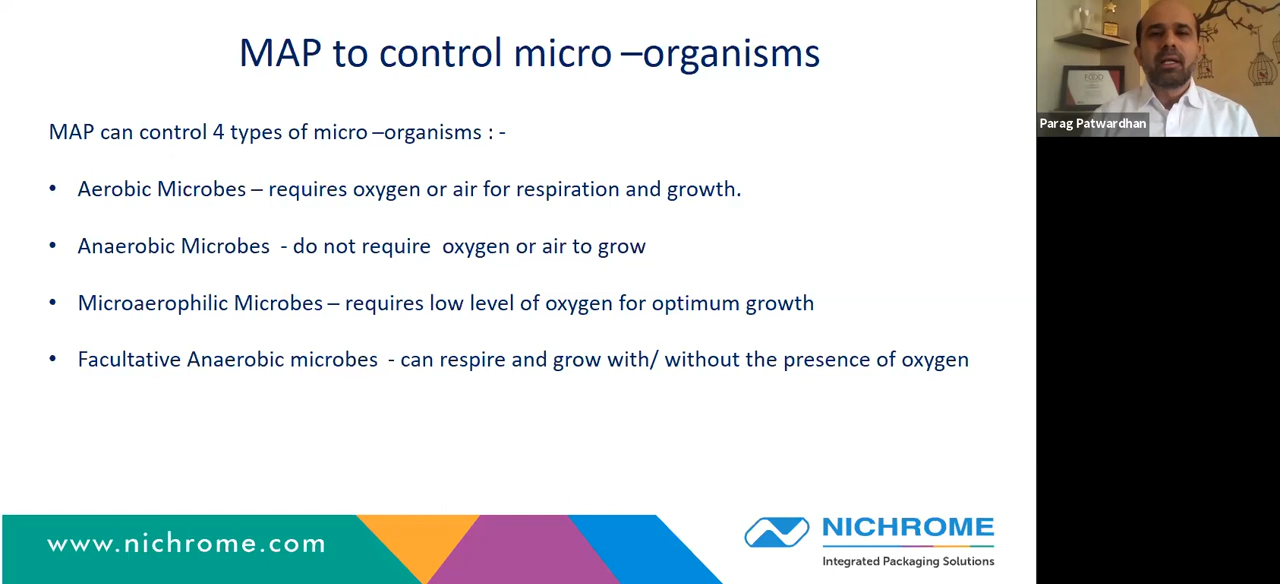 MAP to control micro –organisms
MAP can control 4 types of micro –organisms : -
• Aerobic Microbes – requires oxygen or air for respiration and growth.
• Anaerobic Microbes - do not require oxygen or air to grow
• Microaerophilic Microbes – requires low level of oxygen for optimum growth
• Facultative Anaerobic microbes - can respire and grow with/ without the presence of oxygen
www.nichrome.com
NICHROME
Integrated Packaging Solutions
Parag Patwardhan